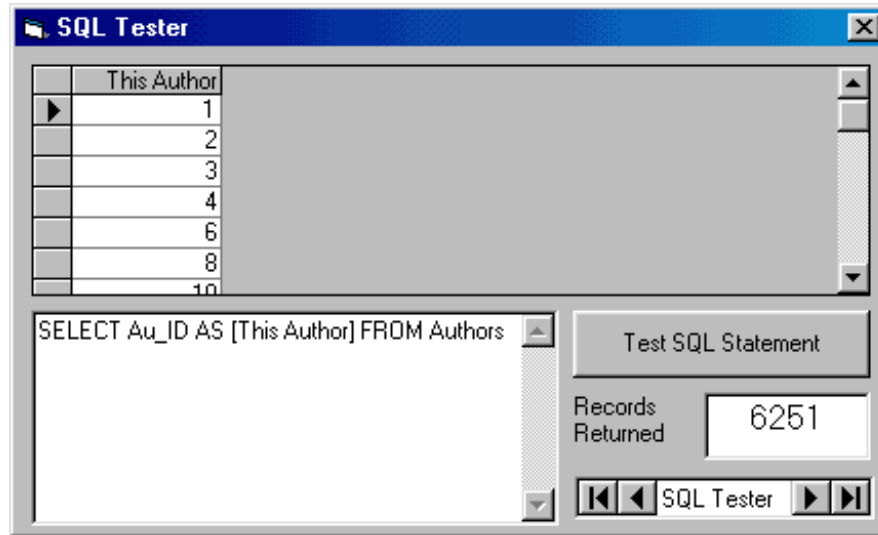 SQL Tester
This Author
1
2
3
4
6
8
10
SELECT Au_ID AS [This Author] FROM Authors
Test SQL Statement
Records
Returned
6251
SQL Tester